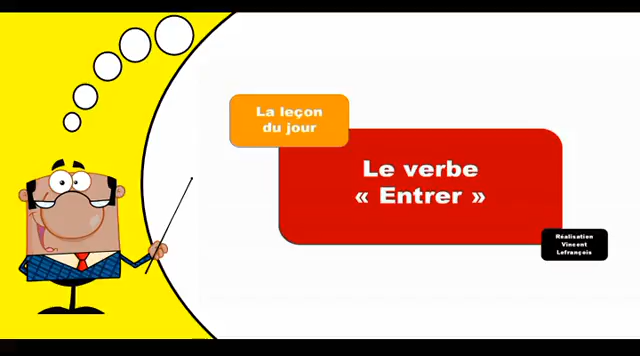 La leçon
du jour
Le verbe
« Entrer »
Réalisation
Vincent
Lefrançois